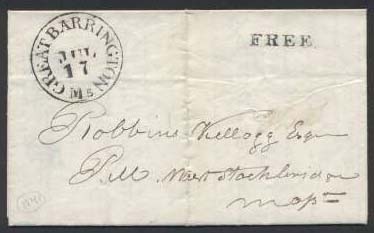 GREAT BARRINGTON Ms
JUL
17
FREE
Robbins Kellogg Esqr
P.M. West Stockbridge
Mass